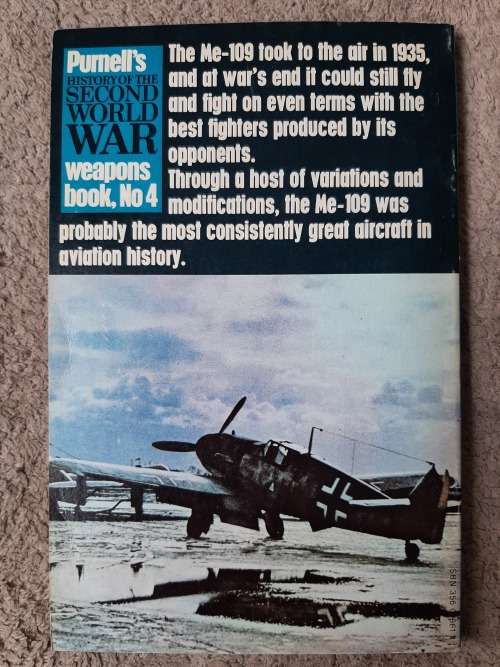 Purnell's
HISTORY OF THE
SECOND
WORLD
WAR
weapons
book, No 4
The Me-109 took to the air in 1935,
and at war's end it could still fly
and fight on even terms with the
best fighters produced by its
opponents.
Through a host of variations and
modifications, the Me-109 was
probably the most consistently great aircraft in
aviation history.
SBN 356